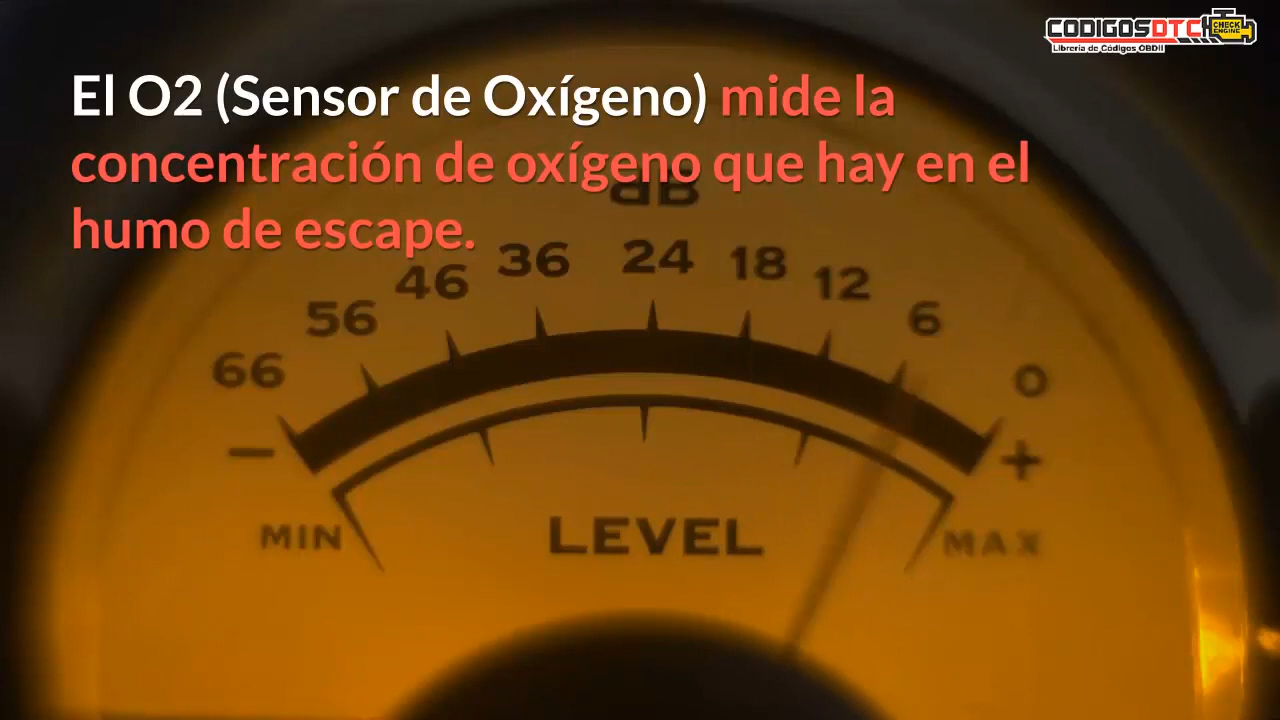 CODIGOSDTC
CHECK
ENGINE
Librería de Códigos OBDII
El O2 (Sensor de Oxígeno) mide la
concentración de oxígeno que hay en el
humo de escape.
dB
66 56 46 36 24 18 12 6 0
− +
MIN LEVEL MAX